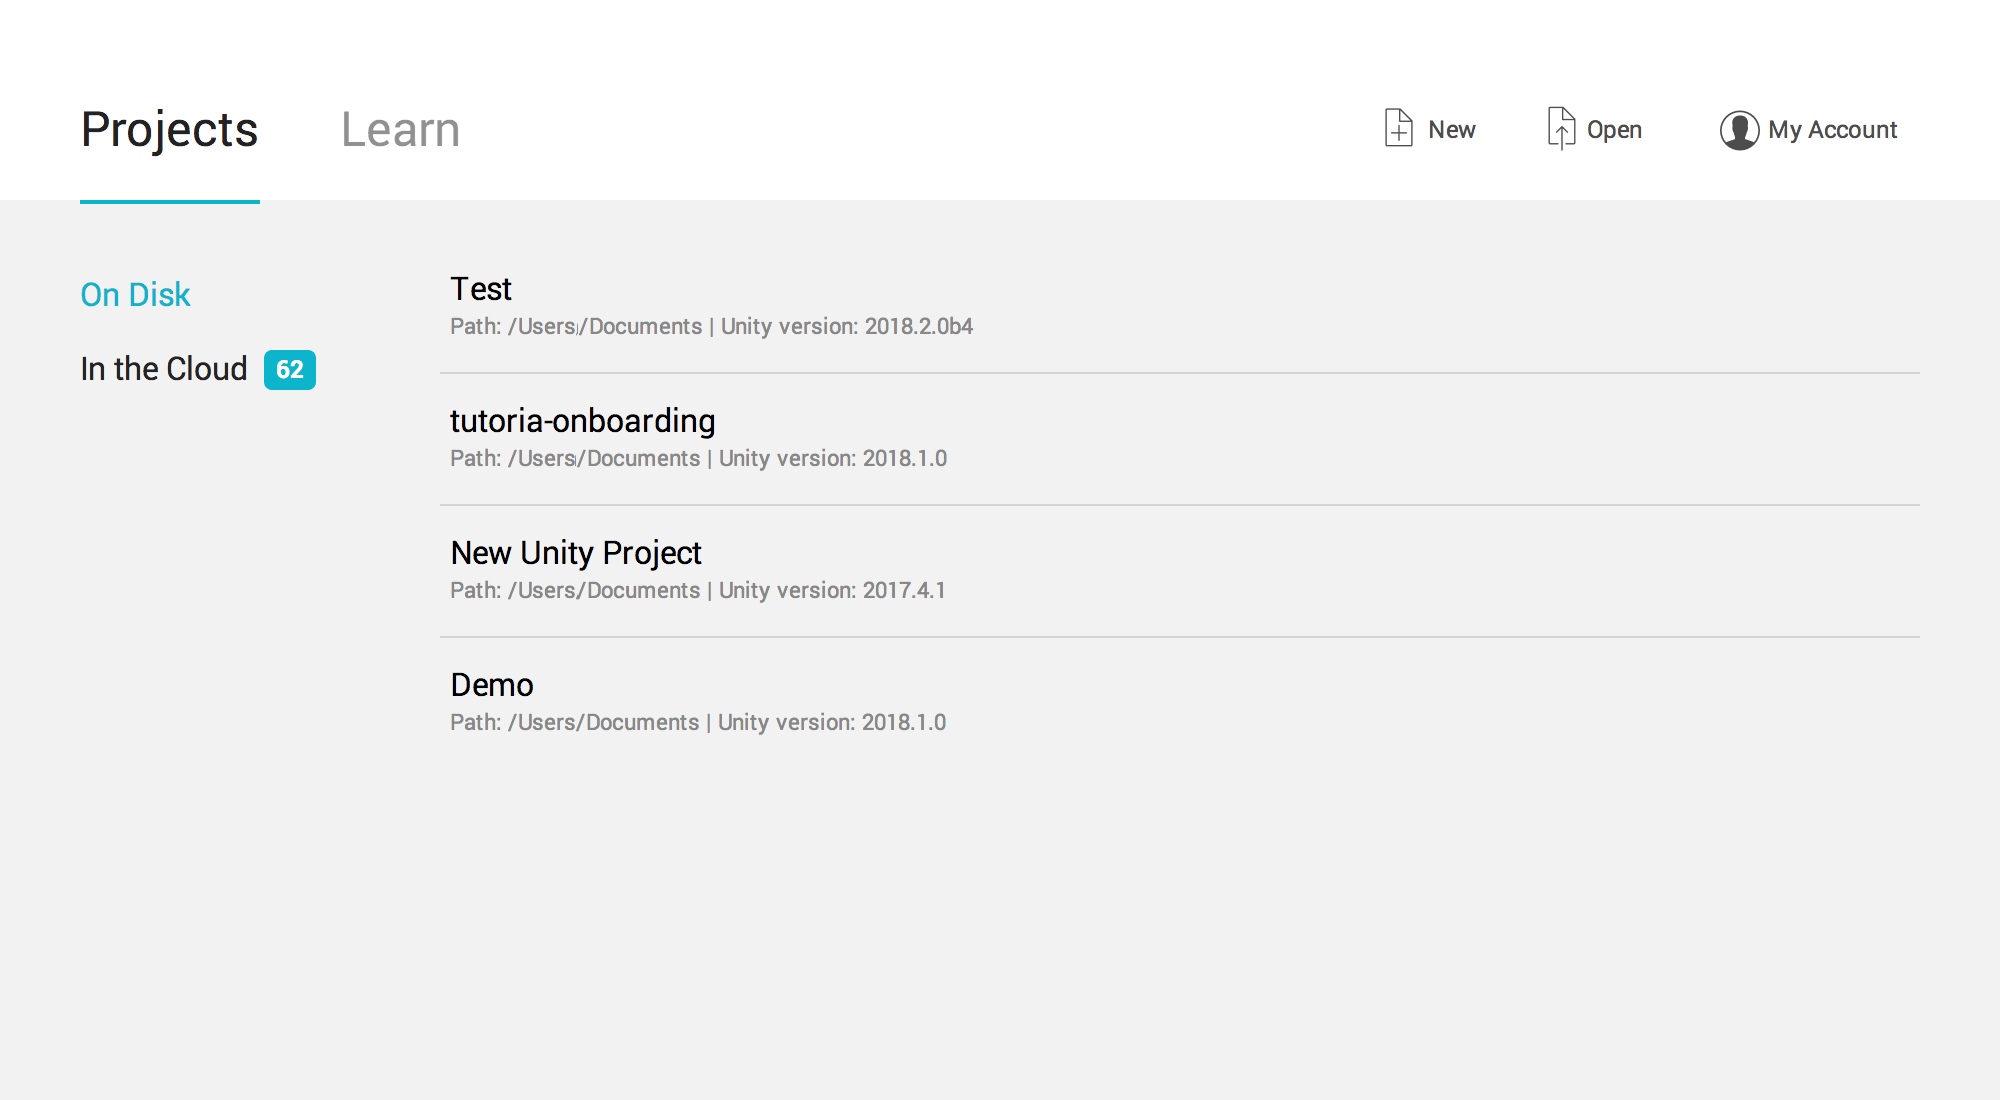 Projects Learn New Open My Account
On Disk
In the Cloud 62
Test
Path: /Users/Documents | Unity version: 2018.2.0b4
tutoria-onboarding
Path: /Users/Documents | Unity version: 2018.1.0
New Unity Project
Path: /Users/Documents | Unity version: 2017.4.1
Demo
Path: /Users/Documents | Unity version: 2018.1.0